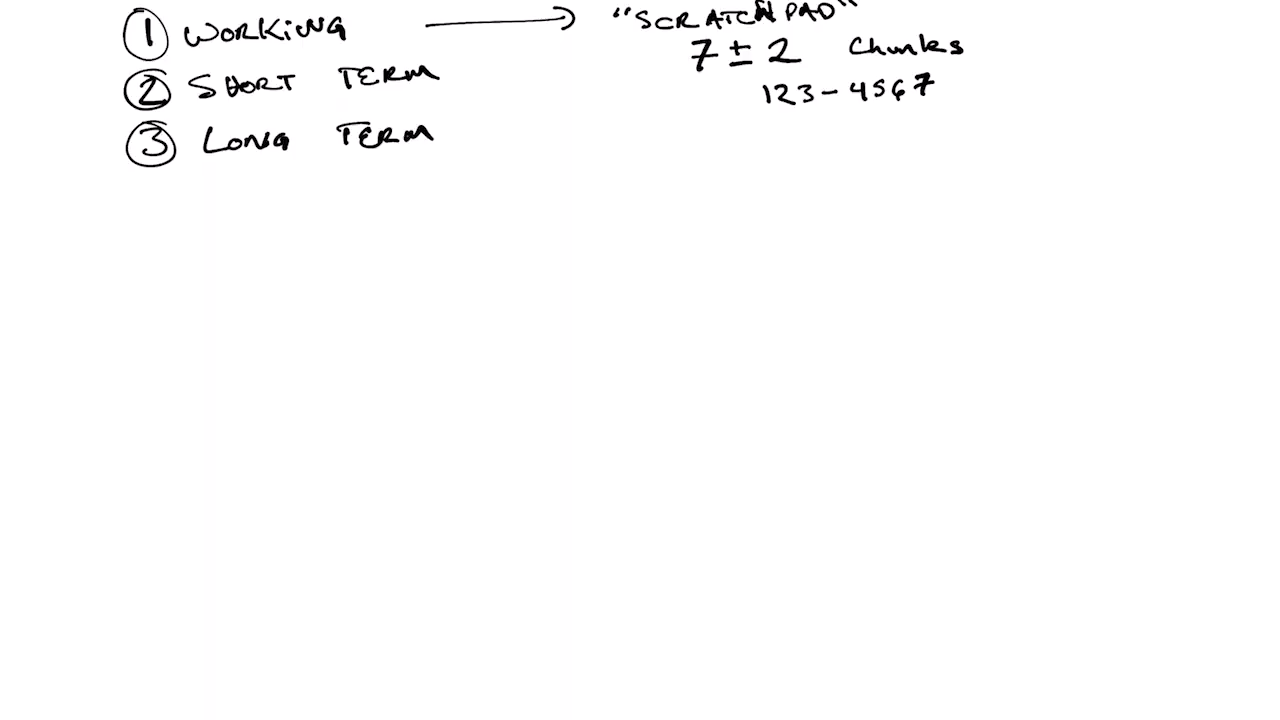 ① WORKING → "SCRATCH PAD"
7 ± 2 Chunks
② SHORT TERM
123-4567
③ LONG TERM